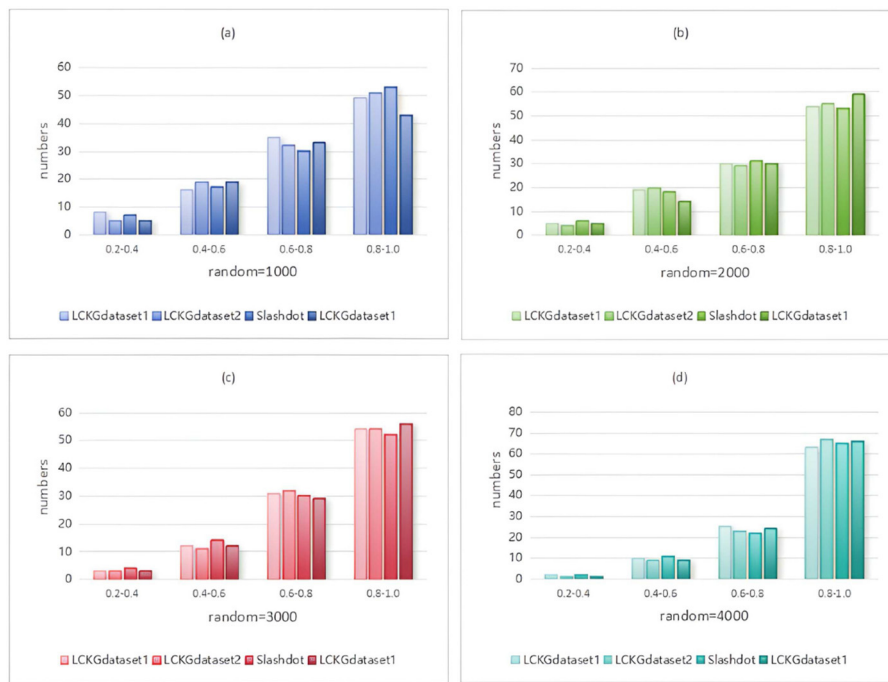 (a)
60
50
40
30
20
10
0
numbers
0.2-0.4 0.4-0.6 0.6-0.8 0.8-1.0
random=1000
LCKGdataset1 LCKGdataset2 Slashdot LCKGdataset1
(b)
70
60
50
40
30
20
10
0
numbers
0.2-0.4 0.4-0.6 0.6-0.8 0.8-1.0
random=2000
LCKGdataset1 LCKGdataset2 Slashdot LCKGdataset1
(c)
60
50
40
30
20
10
0
numbers
0.2-0.4 0.4-0.6 0.6-0.8 0.8-1.0
random=3000
LCKGdataset1 LCKGdataset2 Slashdot LCKGdataset1
(d)
80
70
60
50
40
30
20
10
0
numbers
0.2-0.4 0.4-0.6 0.6-0.8 0.8-1.0
random=4000
LCKGdataset1 LCKGdataset2 Slashdot LCKGdataset1